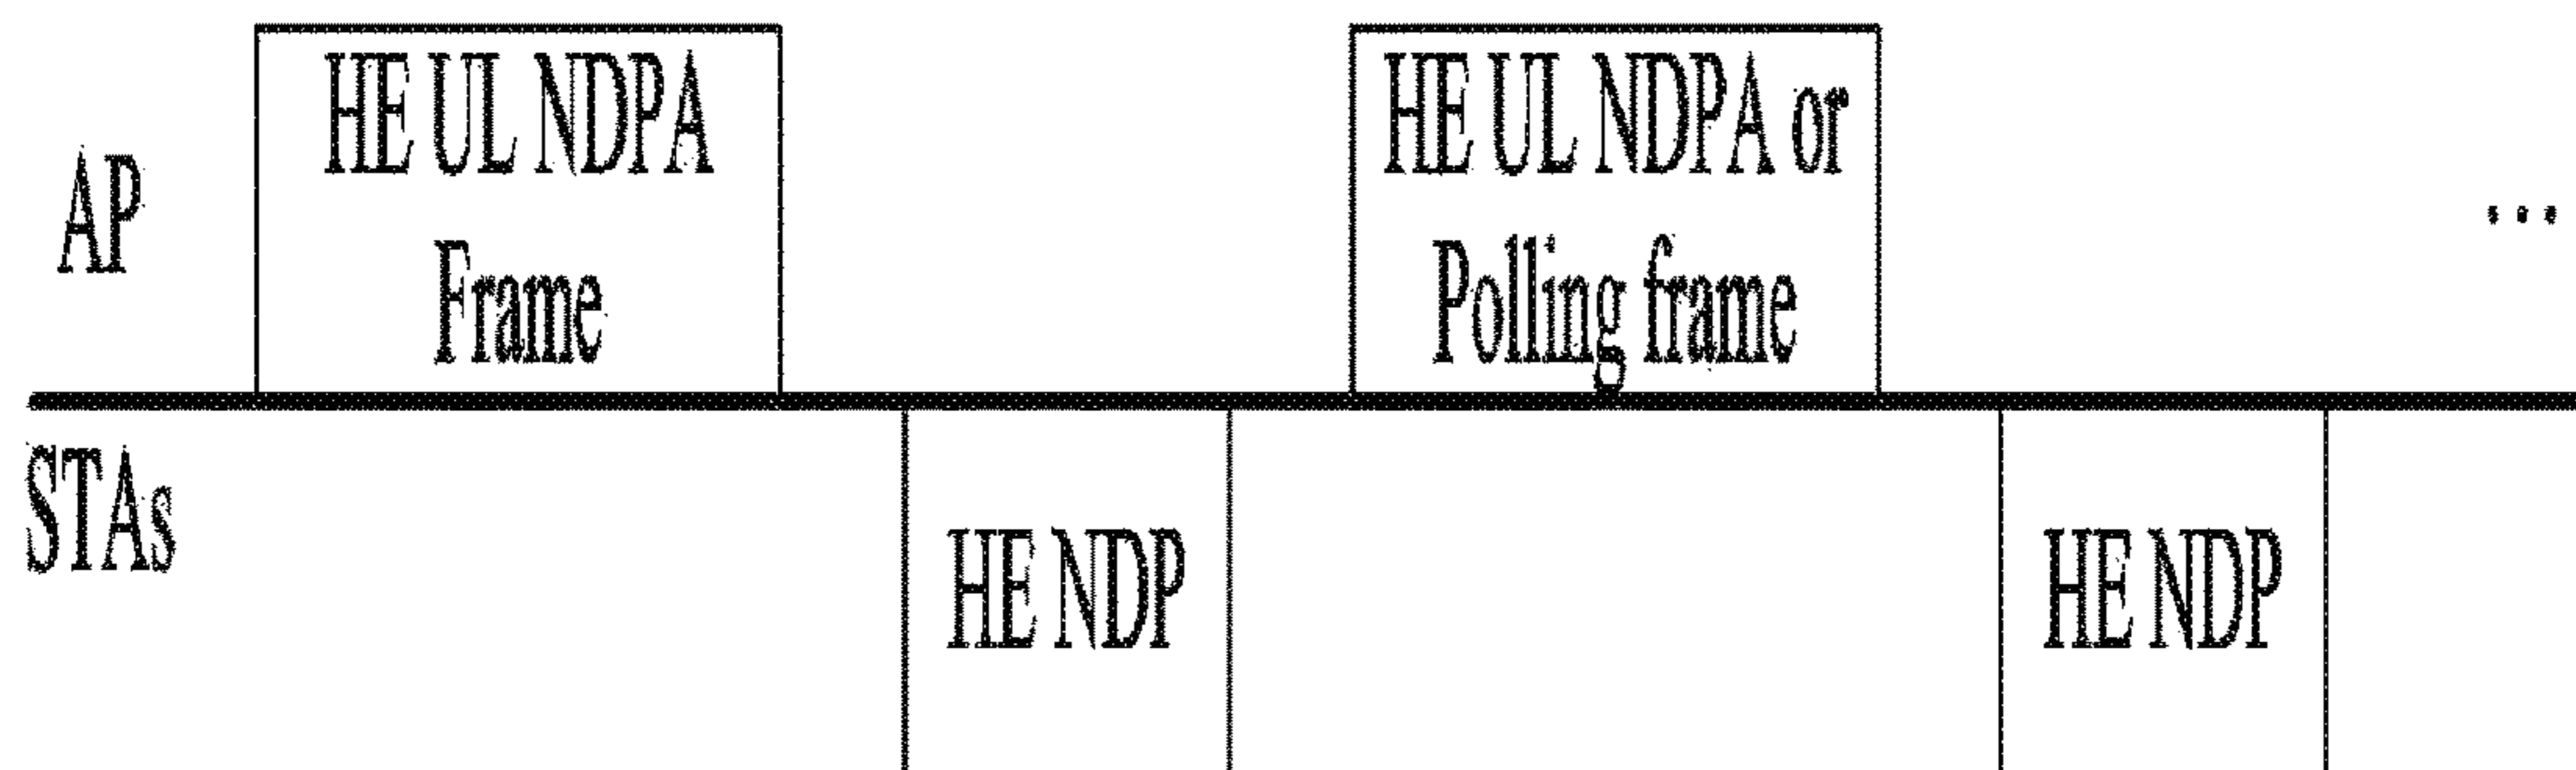 AP
HE UL NDPA
Frame
HE UL NDPA or
Polling frame
...
STAs
HE NDP
HE NDP